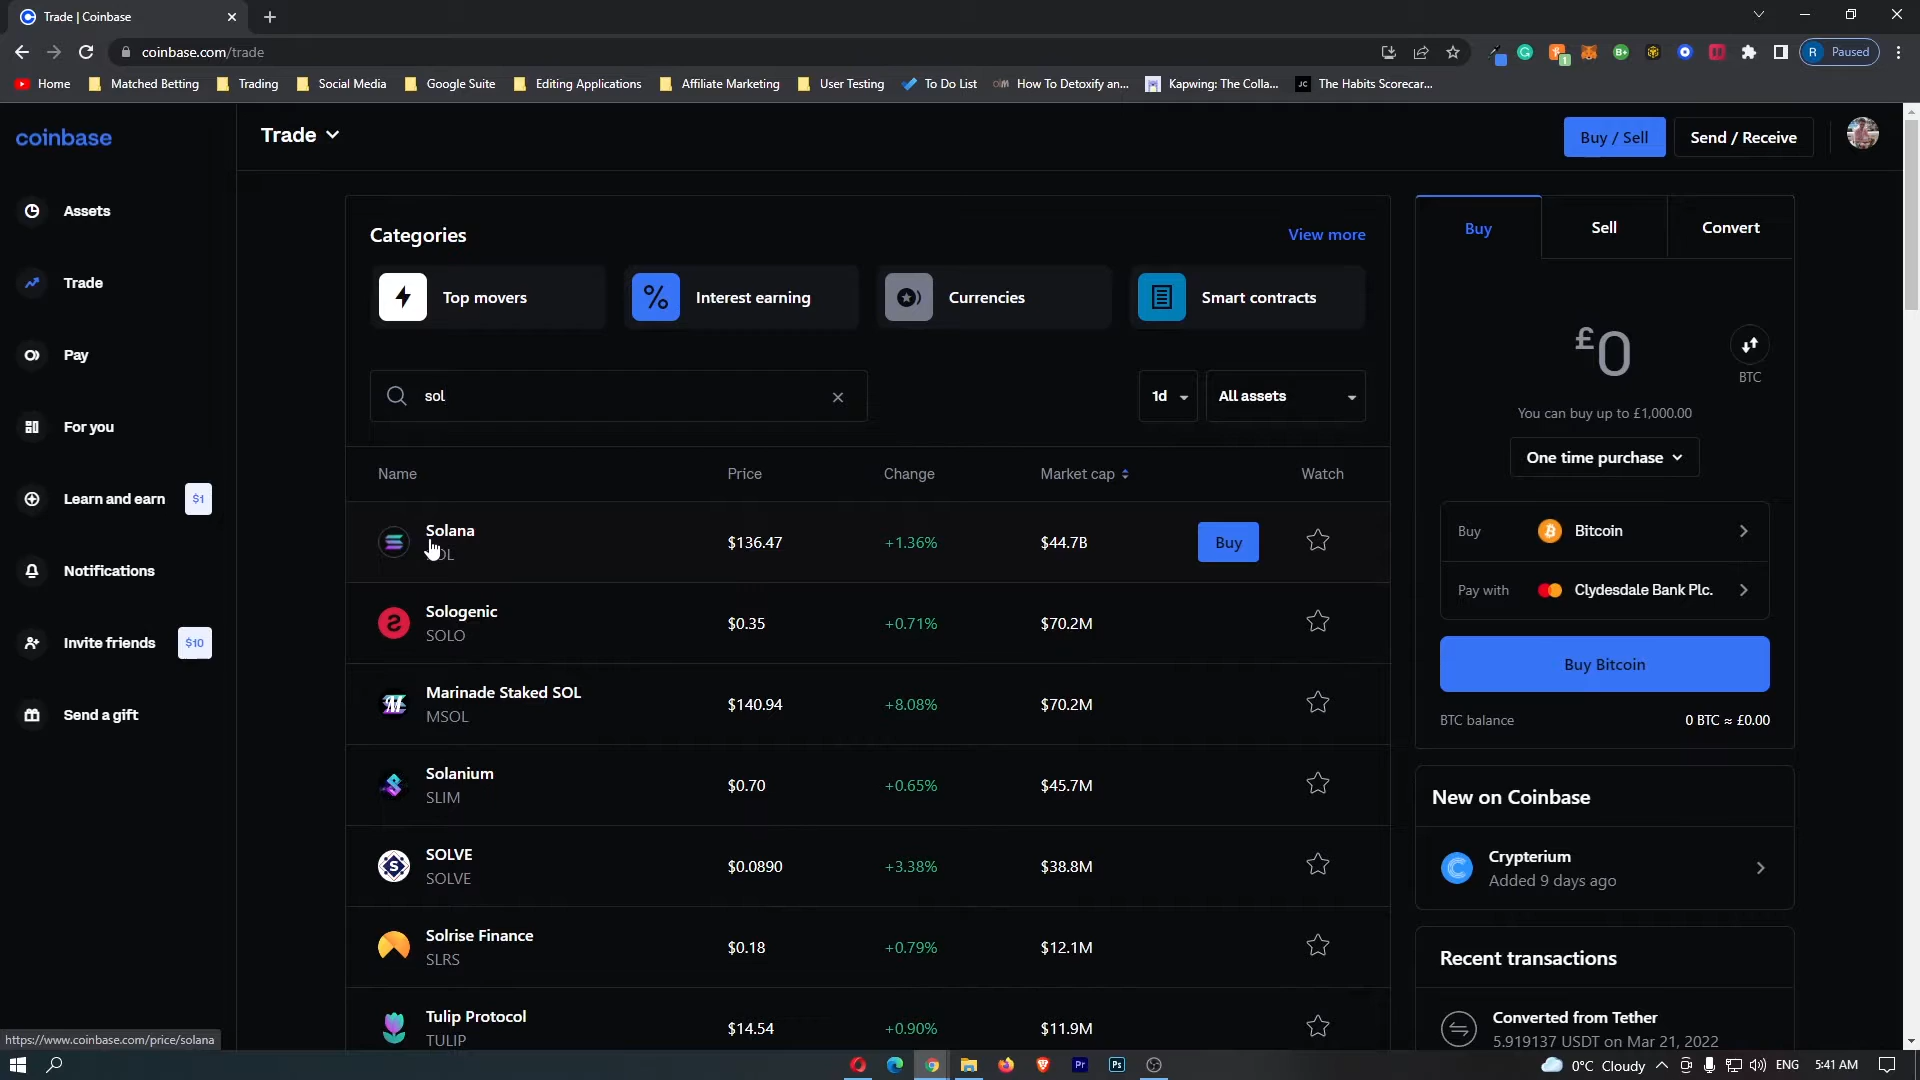 Trade | Coinbase
coinbase.com/trade
1
R Paused
Home Matched Betting Trading Social Media Google Suite Editing Applications Affiliate Marketing User Testing To Do List How To Detoxify an... Kapwing: The Colla... JC The Habits Scorecar...
coinbase
Trade
Buy / Sell
Send / Receive
Assets
Trade
Pay
For you
Learn and earn $1
Notifications
Invite friends $10
Send a gift
Categories
View more
Top movers
Interest earning
Currencies
Smart contracts
sol
1d
All assets
Name Price Change Market cap Watch
Solana
$136.47 +1.36% $44.7B Buy
Sologenic
SOLO
$0.35 +0.71% $70.2M
Marinade Staked SOL
MSOL
$140.94 +8.08% $70.2M
Solanium
SLIM
$0.70 +0.65% $45.7M
SOLVE
SOLVE
$0.0890 +3.38% $38.8M
Solrise Finance
SLRS
$0.18 +0.79% $12.1M
Tulip Protocol
TULIP
$14.54 +0.90% $11.9M
Buy Sell Convert
£0
BTC
You can buy up to £1,000.00
One time purchase
Buy Bitcoin
Pay with Clydesdale Bank Plc.
Buy Bitcoin
BTC balance 0 BTC ≈ £0.00
New on Coinbase
Crypterium
Added 9 days ago
Recent transactions
Converted from Tether
5.919137 USDT on Mar 21, 2022
https://www.coinbase.com/price/solana
Pr Ps
0°C Cloudy ENG 5:41 AM